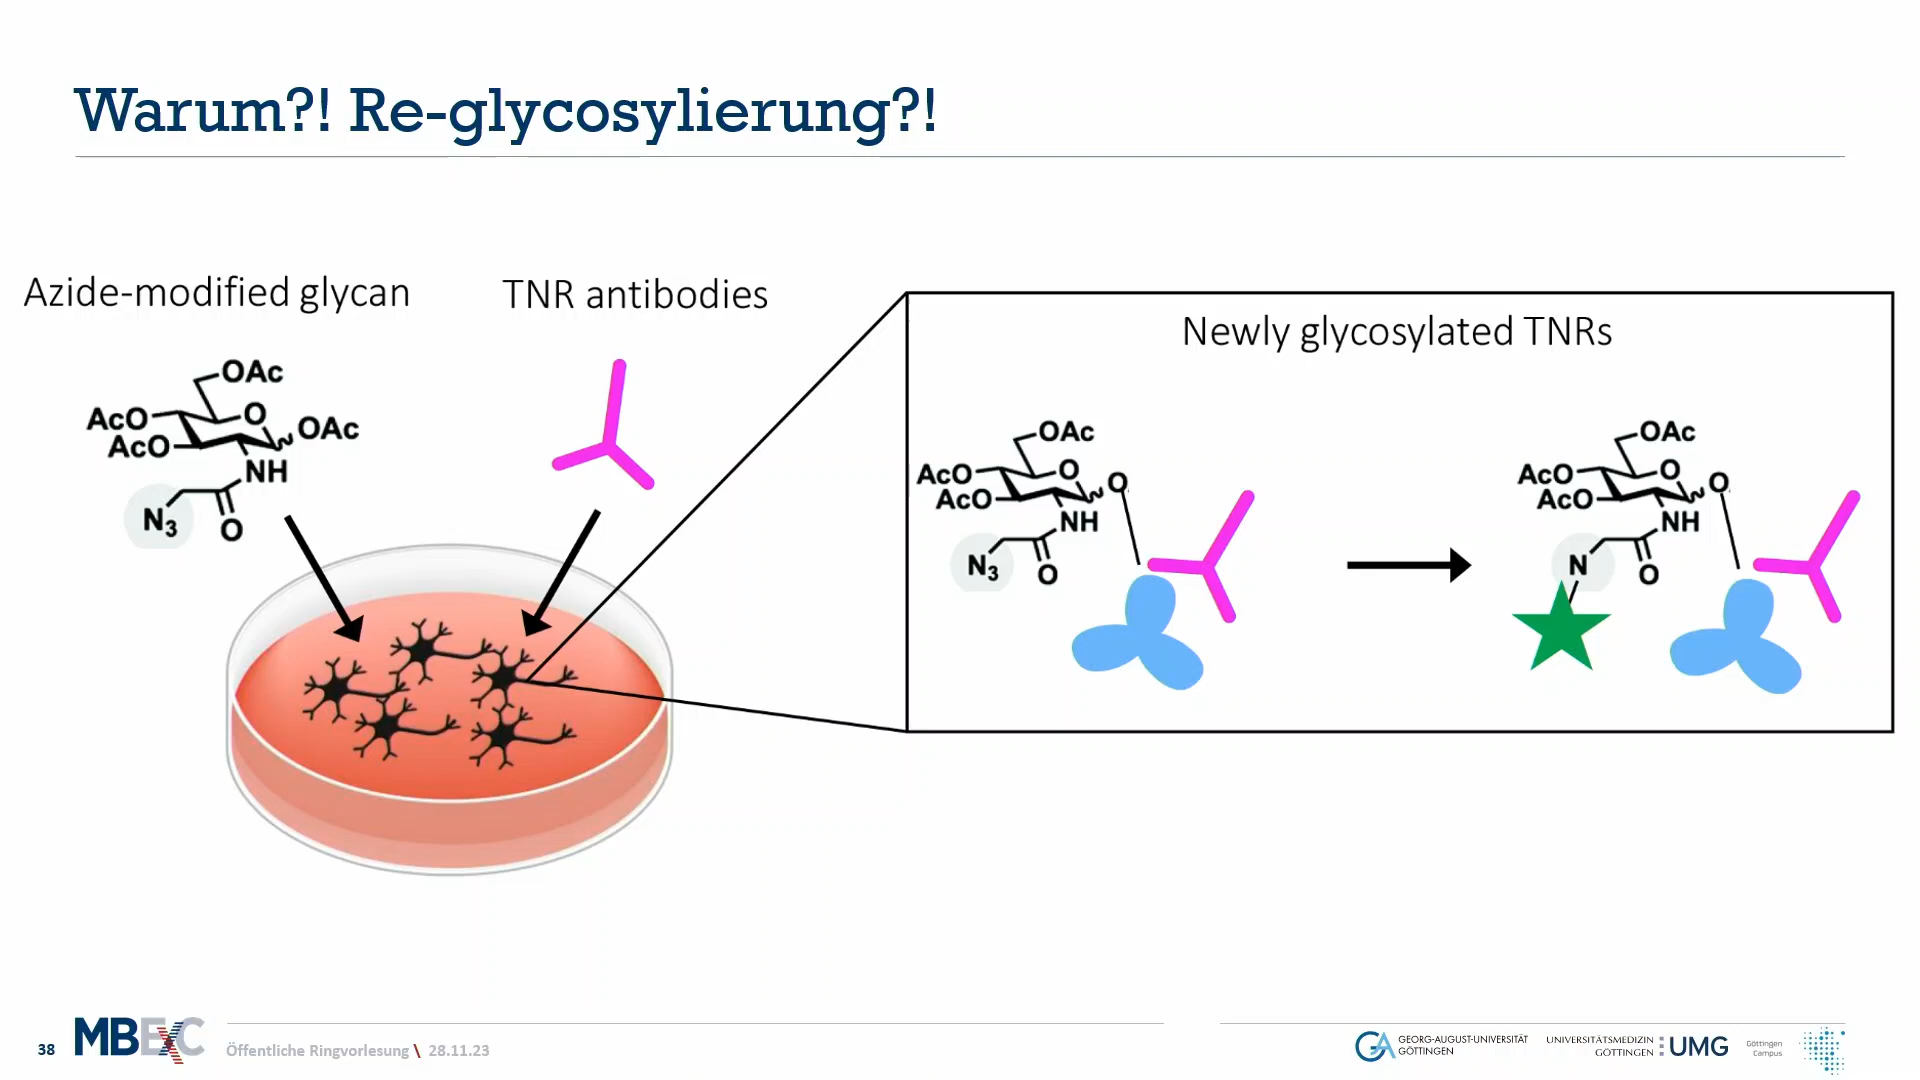 Warum?! Re-glycosylierung?!
Azide-modified glycan
TNR antibodies
Newly glycosylated TNRs
OAc
AcO
O
OAc
AcO
NH
N3
O
OAc
AcO
O
O
AcO
NH
N3
O
OAc
AcO
O
O
AcO
NH
N
O
38
MBExC
Öffentliche Ringvorlesung \ 28.11.23
GEORG-AUGUST-UNIVERSITÄT
GÖTTINGEN
UNIVERSITÄTSMEDIZIN
GÖTTINGEN
UMG
Göttingen
Campus